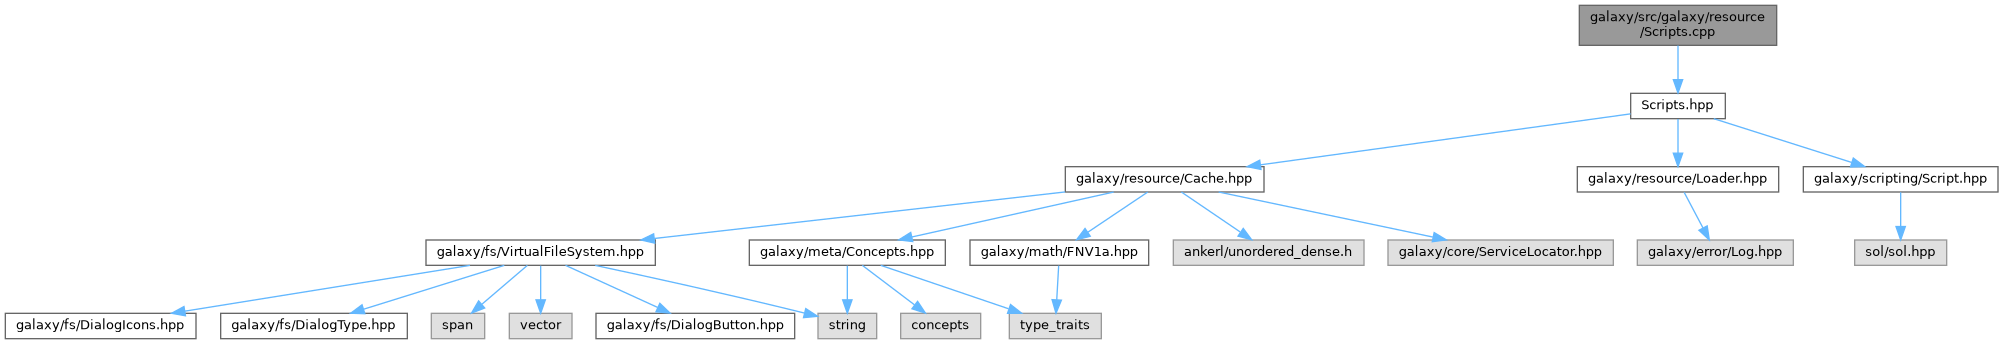 galaxy/src/galaxy/resource
/Scripts.cpp
Scripts.hpp
galaxy/resource/Cache.hpp
galaxy/resource/Loader.hpp
galaxy/scripting/Script.hpp
galaxy/fs/VirtualFileSystem.hpp
galaxy/meta/Concepts.hpp
galaxy/math/FNV1a.hpp
ankerl/unordered_dense.h
galaxy/core/ServiceLocator.hpp
galaxy/error/Log.hpp
sol/sol.hpp
galaxy/fs/DialogIcons.hpp
galaxy/fs/DialogType.hpp
span
vector
galaxy/fs/DialogButton.hpp
string
concepts
type_traits